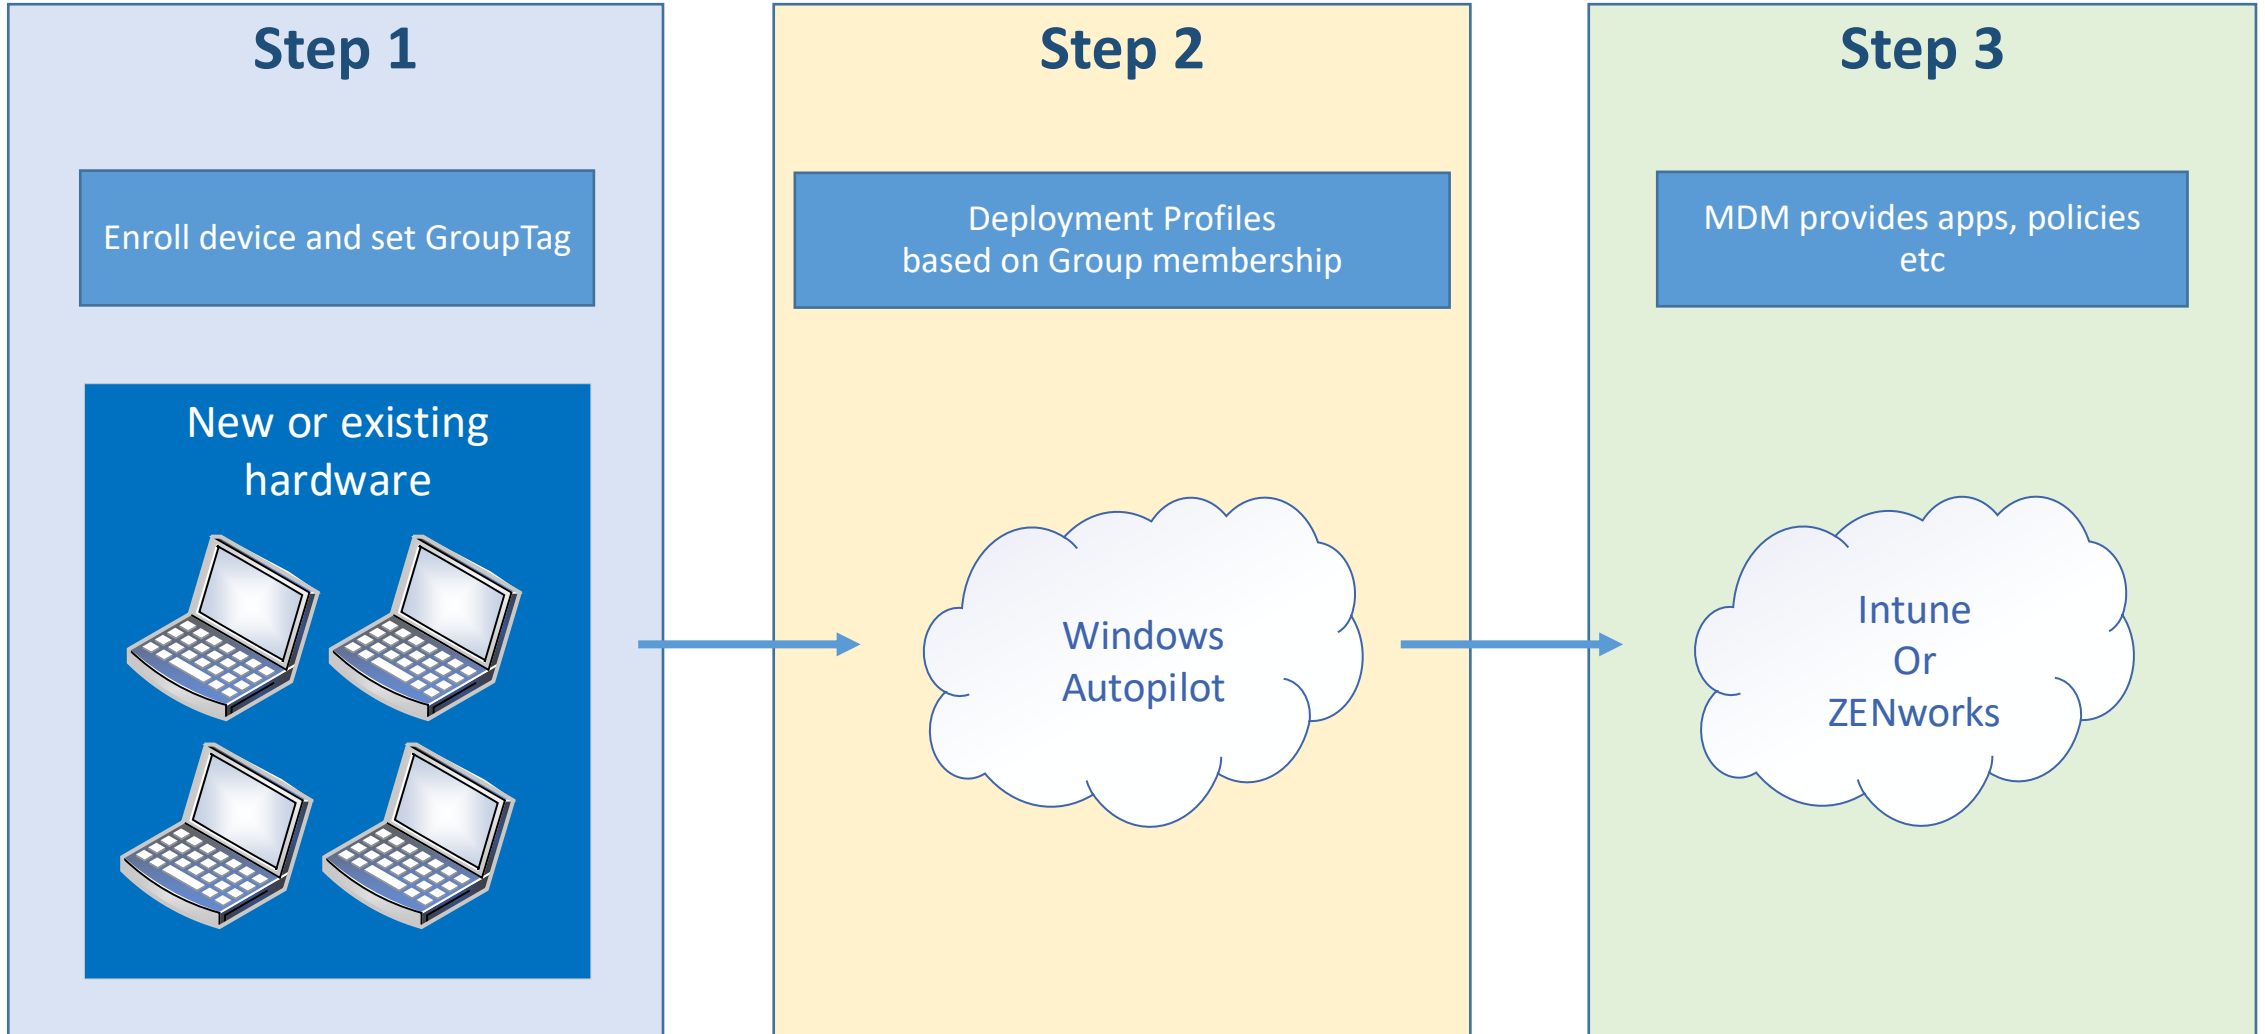 Step 1
Enroll device and set GroupTag
New or existing
hardware
Step 2
Deployment Profiles
based on Group membership
Windows
Autopilot
Step 3
MDM provides apps, policies
etc
Intune
Or
ZENworks